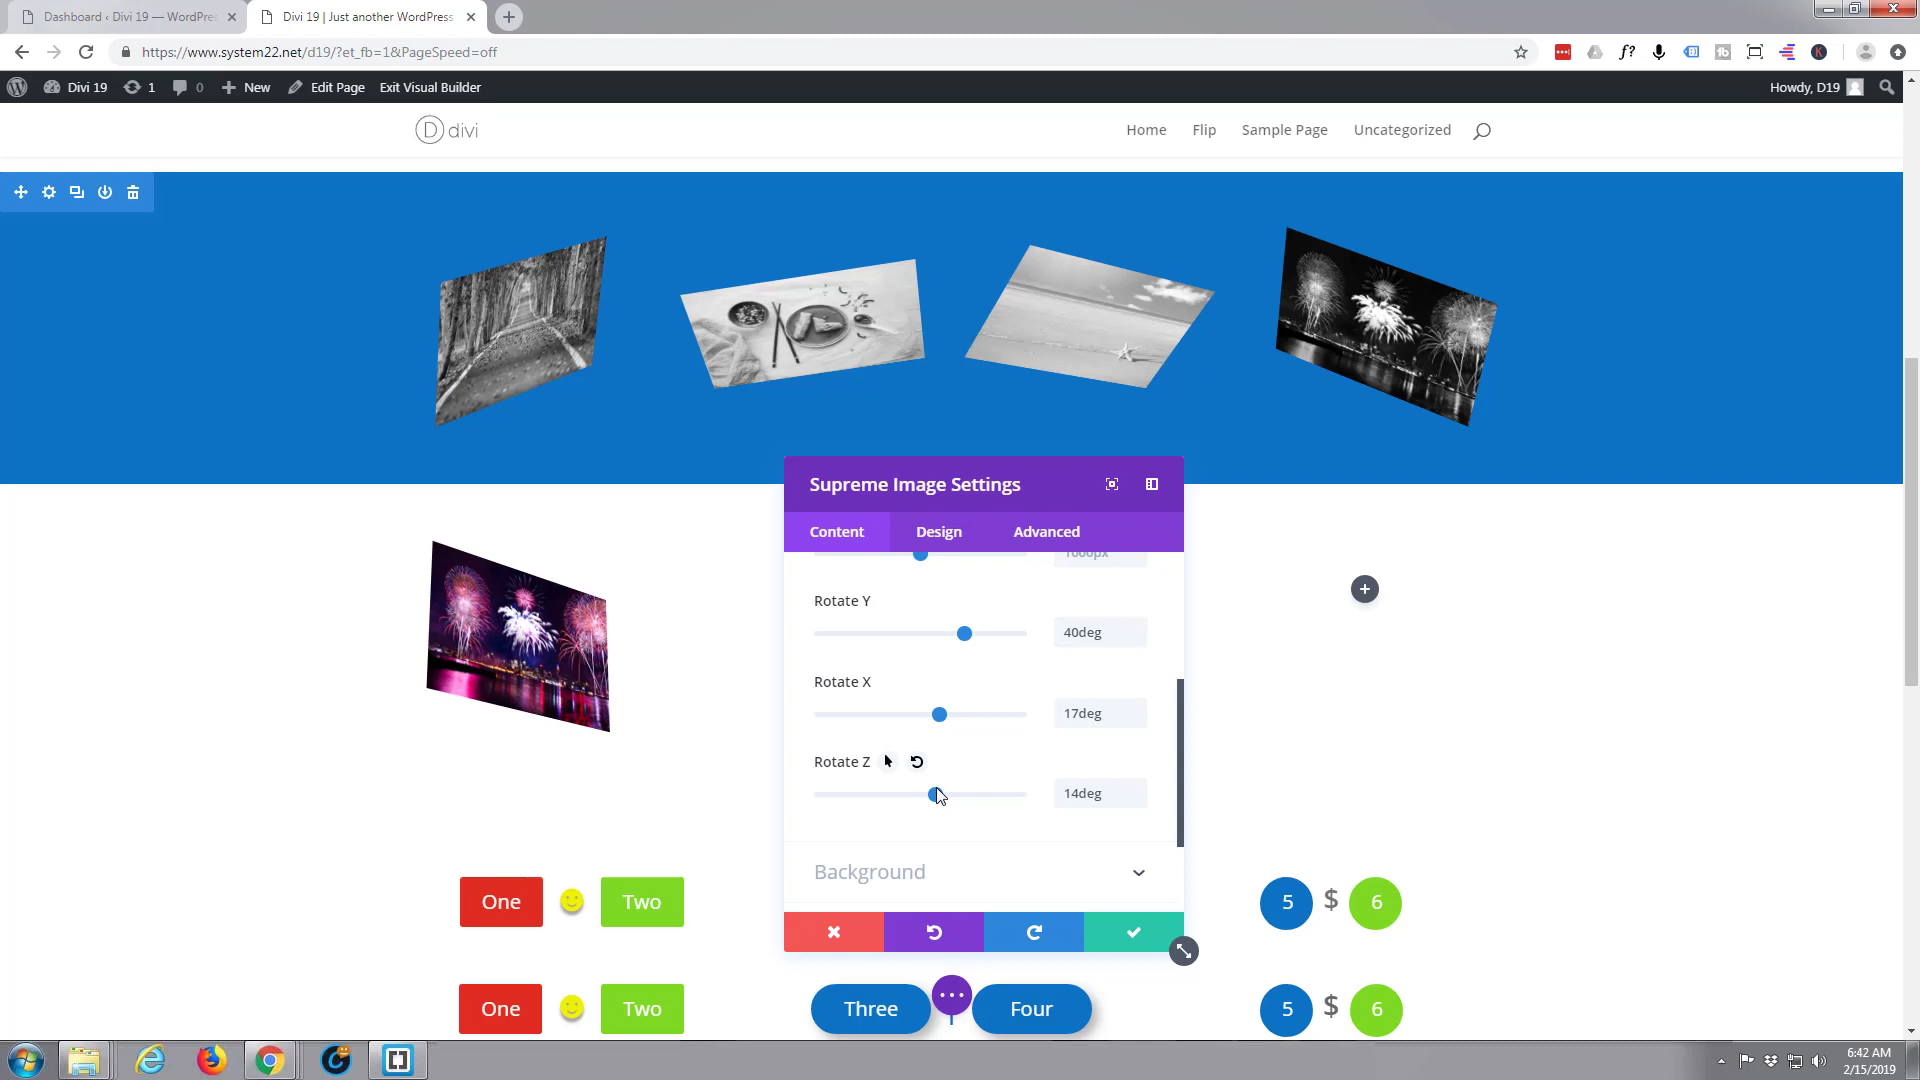 Dashboard ‹ Divi 19 — WordPres
Divi 19 | Just another WordPress
https://www.system22.net/d19/?et_fb=1&PageSpeed=off
Divi 19
1
0
New
Edit Page
Exit Visual Builder
Howdy, D19
D divi
Home
Flip
Sample Page
Uncategorized
Supreme Image Settings
Content
Design
Advanced
1000px
Rotate Y
40deg
Rotate X
17deg
Rotate Z
14deg
Background
One
Two
5
$
6
One
Two
Three
Four
5
$
6
6:42 AM
2/15/2019